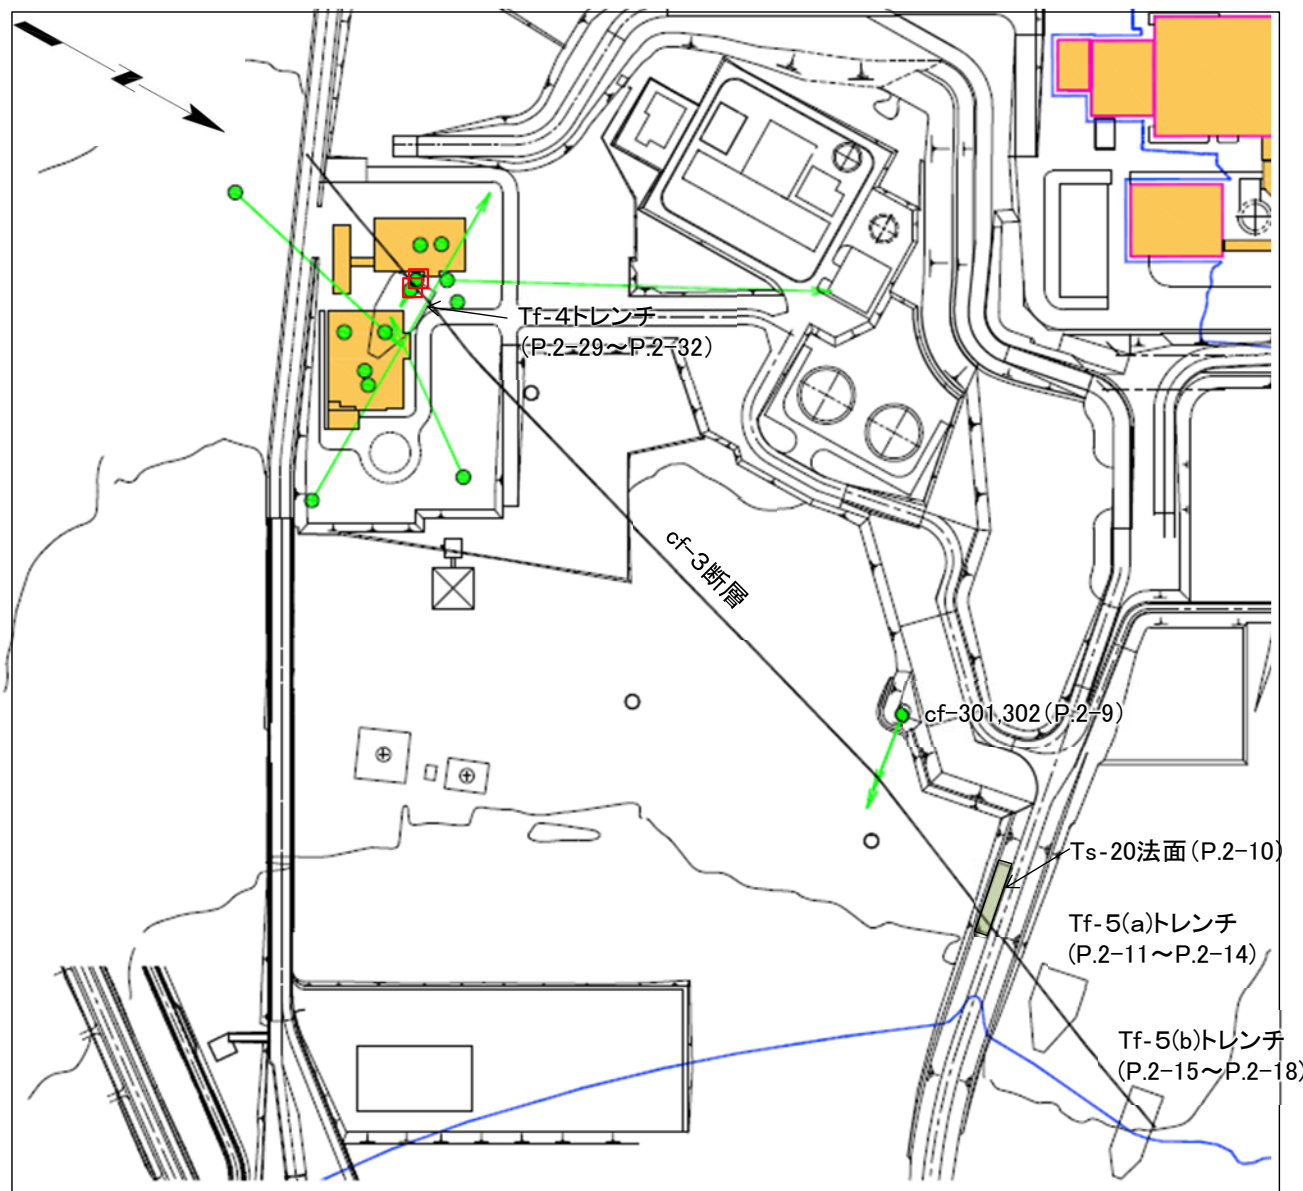 Tf-4トレンチ
(P.2-29～P.2-32)
cf-3断層
cf-301,302(P.2-9)
Ts-20法面(P.2-10)
Tf-5(a)トレンチ
(P.2-11～P.2-14)
Tf-5(b)トレンチ
(P.2-15～P.2-18)